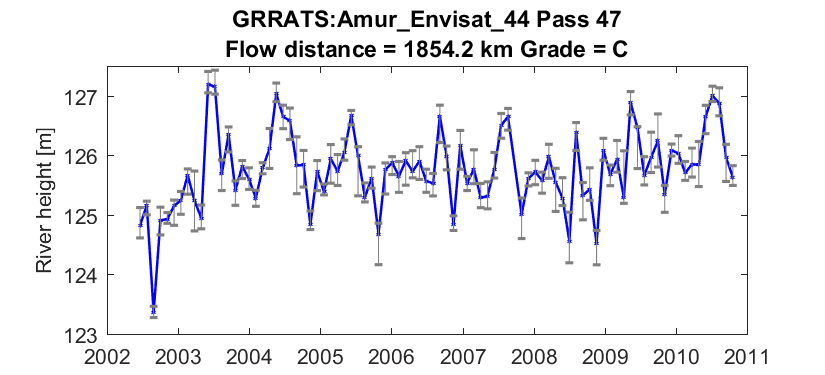 GRRATS:Amur_Envisat_44 Pass 47
Flow distance = 1854.2 km Grade = C
River height [m]
127
126
125
124
123
2002 2003 2004 2005 2006 2007 2008 2009 2010 2011